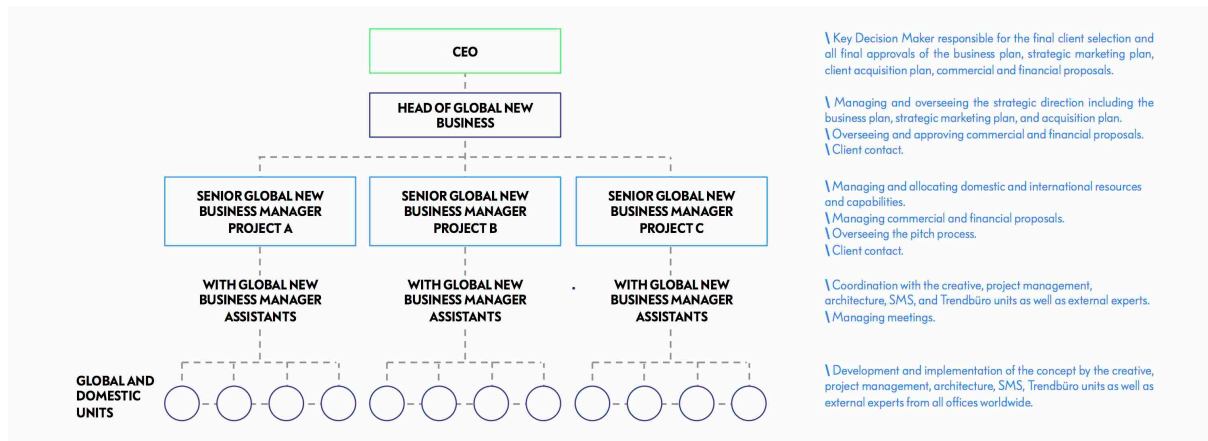 CEO
\ Key Decision Maker responsible for the final client selection and
all final approvals of the business plan, strategic marketing plan,
client acquisition plan, commercial and financial proposals.
HEAD OF GLOBAL NEW
BUSINESS
\ Managing and overseeing the strategic direction including the
business plan, strategic marketing plan, and acquisition plan.
\ Overseeing and approving commercial and financial proposals.
\ Client contact.
SENIOR GLOBAL NEW
BUSINESS MANAGER
PROJECT A
SENIOR GLOBAL NEW
BUSINESS MANAGER
PROJECT B
SENIOR GLOBAL NEW
BUSINESS MANAGER
PROJECT C
\ Managing and allocating domestic and international resources
and capabilities.
\ Managing commercial and financial proposals.
\ Overseeing the pitch process.
\ Client contact.
WITH GLOBAL NEW
BUSINESS MANAGER
ASSISTANTS
WITH GLOBAL NEW
BUSINESS MANAGER
ASSISTANTS
WITH GLOBAL NEW
BUSINESS MANAGER
ASSISTANTS
\ Coordination with the creative, project management,
architecture, SMS, and Trendbüro units as well as external experts.
\ Managing meetings.
GLOBAL AND
DOMESTIC
UNITS
\ Development and implementation of the concept by the creative,
project management, architecture, SMS, Trendbüro units as well as
external experts from all offices worldwide.